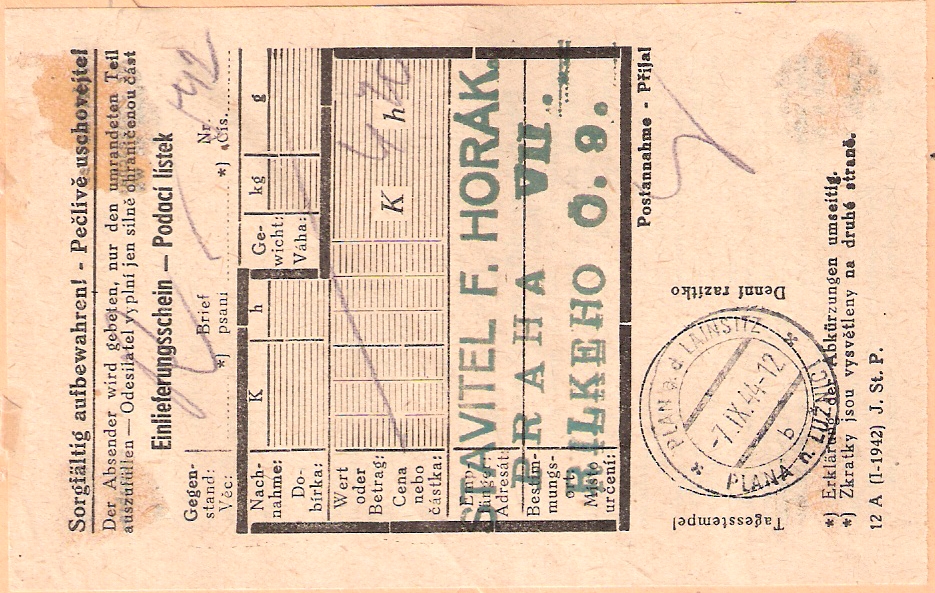 Sorgfältig aufbewahren! - Pečlivě uschovejte!
Der Absender wird gebeten, nur den umrandeten Teil
auszufüllen — Odesílatel vyplní jen silně ohraničenou část
Einlieferungsschein — Podací lístek
Gegen-
stand:
Věc:
*) Brief
psaní
*) Nr.
Čís.
742
Nach-
nahme:
Do-
bírka:
K
h
Ge-
wicht:
Váha:
kg
g
Wert
oder
Betrag:
Cena
nebo
částka:
K
h
Emp-
fänger:
Adresát:
STAVITEL F. HORÁK
Bestim-
mungs-
ort
Místo
určení:
PRAHA VII.
RILKEHO Č. 9.
Tagesstempel
Denní razítko
PLAN a. d. LAINSITZ
-7.IX.44-12
b
PLANÁ n. LUŽNICÍ
Postannahme - Přijal
*) Erklärung der Abkürzungen umseitig.
*) Zkratky jsou vysvětleny na druhé straně.
12 A (I-1942) J. St. P.